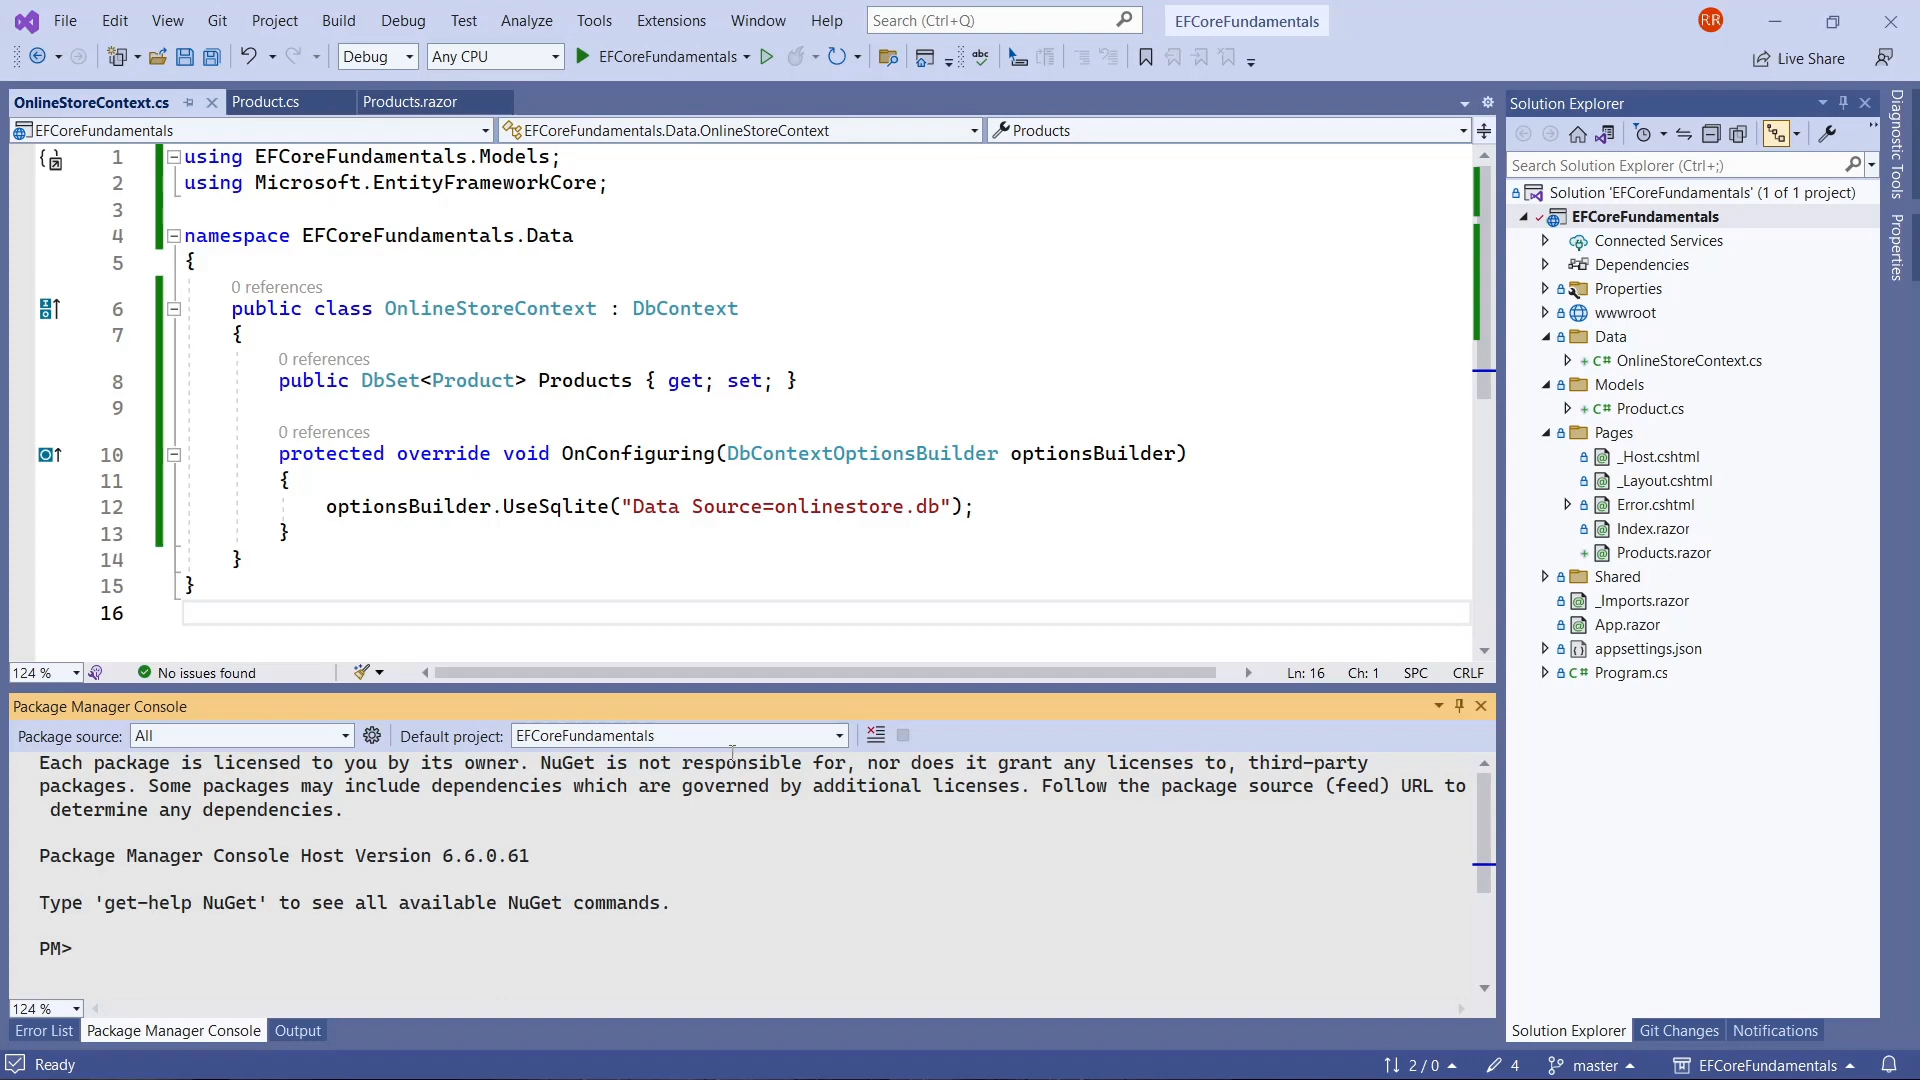 File Edit View Git Project Build Debug Test Analyze Tools Extensions Window Help Search (Ctrl+Q) EFCoreFundamentals RR
Debug Any CPU EFCoreFundamentals abc Live Share
OnlineStoreContext.cs Product.cs Products.razor
EFCoreFundamentals EFCoreFundamentals.Data.OnlineStoreContext Products
1 using EFCoreFundamentals.Models;
2 using Microsoft.EntityFrameworkCore;
3
4 namespace EFCoreFundamentals.Data
5 {
0 references
6 public class OnlineStoreContext : DbContext
7 {
0 references
8 public DbSet<Product> Products { get; set; }
9
0 references
10 protected override void OnConfiguring(DbContextOptionsBuilder optionsBuilder)
11 {
12 optionsBuilder.UseSqlite("Data Source=onlinestore.db");
13 }
14 }
15 }
16
124 % No issues found Ln: 16 Ch: 1 SPC CRLF
Package Manager Console
Package source: All Default project: EFCoreFundamentals
Each package is licensed to you by its owner. NuGet is not responsible for, nor does it grant any licenses to, third-party
packages. Some packages may include dependencies which are governed by additional licenses. Follow the package source (feed) URL to
determine any dependencies.
Package Manager Console Host Version 6.6.0.61
Type 'get-help NuGet' to see all available NuGet commands.
PM>
124 %
Error List Package Manager Console Output
Solution Explorer
Search Solution Explorer (Ctrl+;)
Solution 'EFCoreFundamentals' (1 of 1 project)
EFCoreFundamentals
Connected Services
Dependencies
Properties
wwwroot
Data
C# OnlineStoreContext.cs
Models
C# Product.cs
Pages
_Host.cshtml
_Layout.cshtml
Error.cshtml
Index.razor
Products.razor
Shared
_Imports.razor
App.razor
appsettings.json
C# Program.cs
Solution Explorer Git Changes Notifications
Diagnostic Tools
Properties
Ready 2 / 0 4 master EFCoreFundamentals